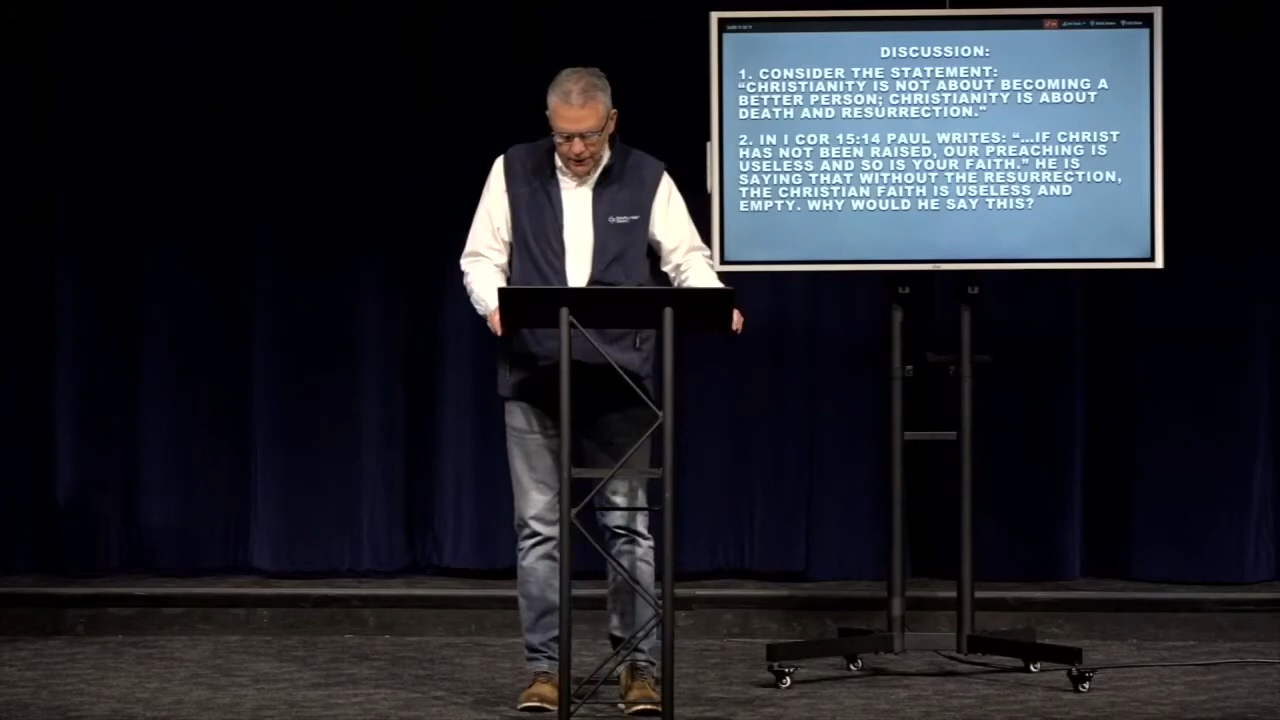 DISCUSSION:
1. CONSIDER THE STATEMENT:
“CHRISTIANITY IS NOT ABOUT BECOMING A
BETTER PERSON; CHRISTIANITY IS ABOUT
DEATH AND RESURRECTION.”
2. IN I COR 15:14 PAUL WRITES: “...IF CHRIST
HAS NOT BEEN RAISED, OUR PREACHING IS
USELESS AND SO IS YOUR FAITH.” HE IS
SAYING THAT WITHOUT THE RESURRECTION,
THE CHRISTIAN FAITH IS USELESS AND
EMPTY. WHY WOULD HE SAY THIS?